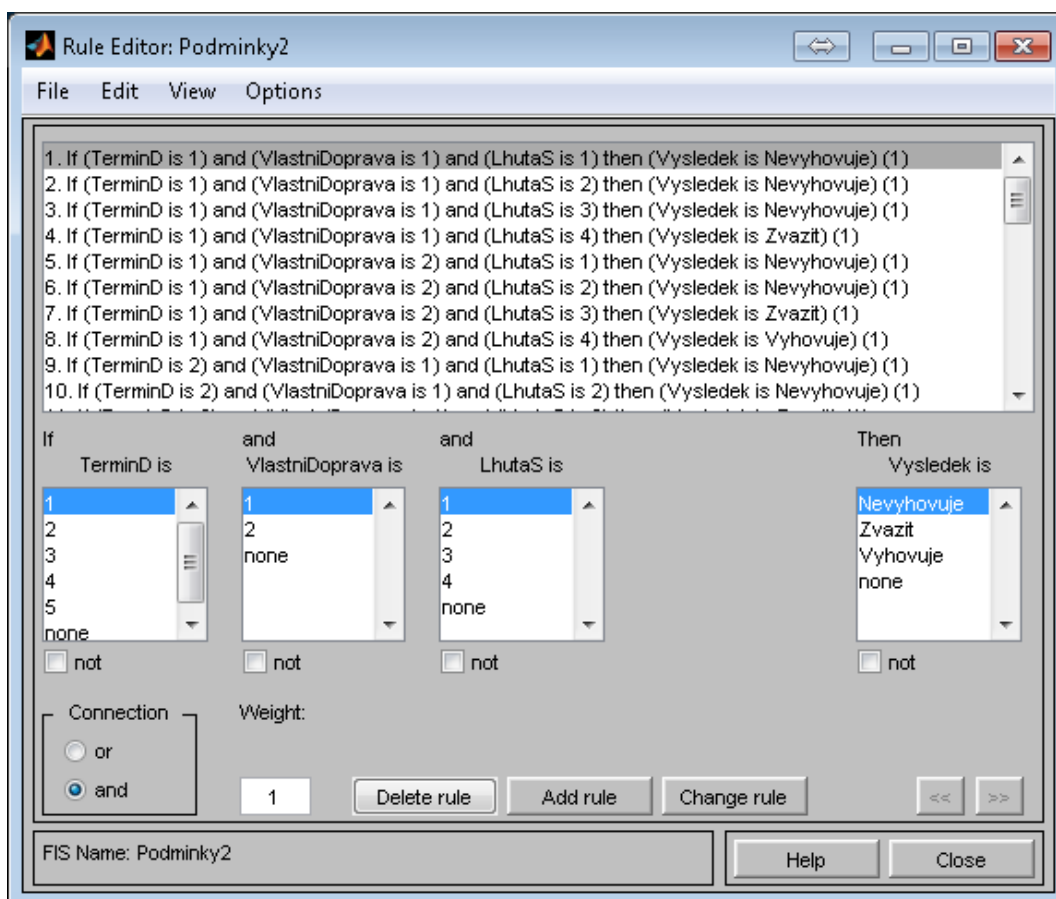 Rule Editor: Podminky2
File Edit View Options
1. If (TerminD is 1) and (VlastniDoprava is 1) and (LhutaS is 1) then (Vysledek is Nevyhovuje) (1)
2. If (TerminD is 1) and (VlastniDoprava is 1) and (LhutaS is 2) then (Vysledek is Nevyhovuje) (1)
3. If (TerminD is 1) and (VlastniDoprava is 1) and (LhutaS is 3) then (Vysledek is Nevyhovuje) (1)
4. If (TerminD is 1) and (VlastniDoprava is 1) and (LhutaS is 4) then (Vysledek is Zvazit) (1)
5. If (TerminD is 1) and (VlastniDoprava is 2) and (LhutaS is 1) then (Vysledek is Nevyhovuje) (1)
6. If (TerminD is 1) and (VlastniDoprava is 2) and (LhutaS is 2) then (Vysledek is Nevyhovuje) (1)
7. If (TerminD is 1) and (VlastniDoprava is 2) and (LhutaS is 3) then (Vysledek is Zvazit) (1)
8. If (TerminD is 1) and (VlastniDoprava is 2) and (LhutaS is 4) then (Vysledek is Vyhovuje) (1)
9. If (TerminD is 2) and (VlastniDoprava is 1) and (LhutaS is 1) then (Vysledek is Nevyhovuje) (1)
10. If (TerminD is 2) and (VlastniDoprava is 1) and (LhutaS is 2) then (Vysledek is Nevyhovuje) (1)
If
TerminD is
1
2
3
4
5
none
not
and
VlastniDoprava is
1
2
none
not
and
LhutaS is
1
2
3
4
none
not
Then
Vysledek is
Nevyhovuje
Zvazit
Vyhovuje
none
not
Connection
or
and
Weight:
1
Delete rule
Add rule
Change rule
<<
>>
FIS Name: Podminky2
Help
Close